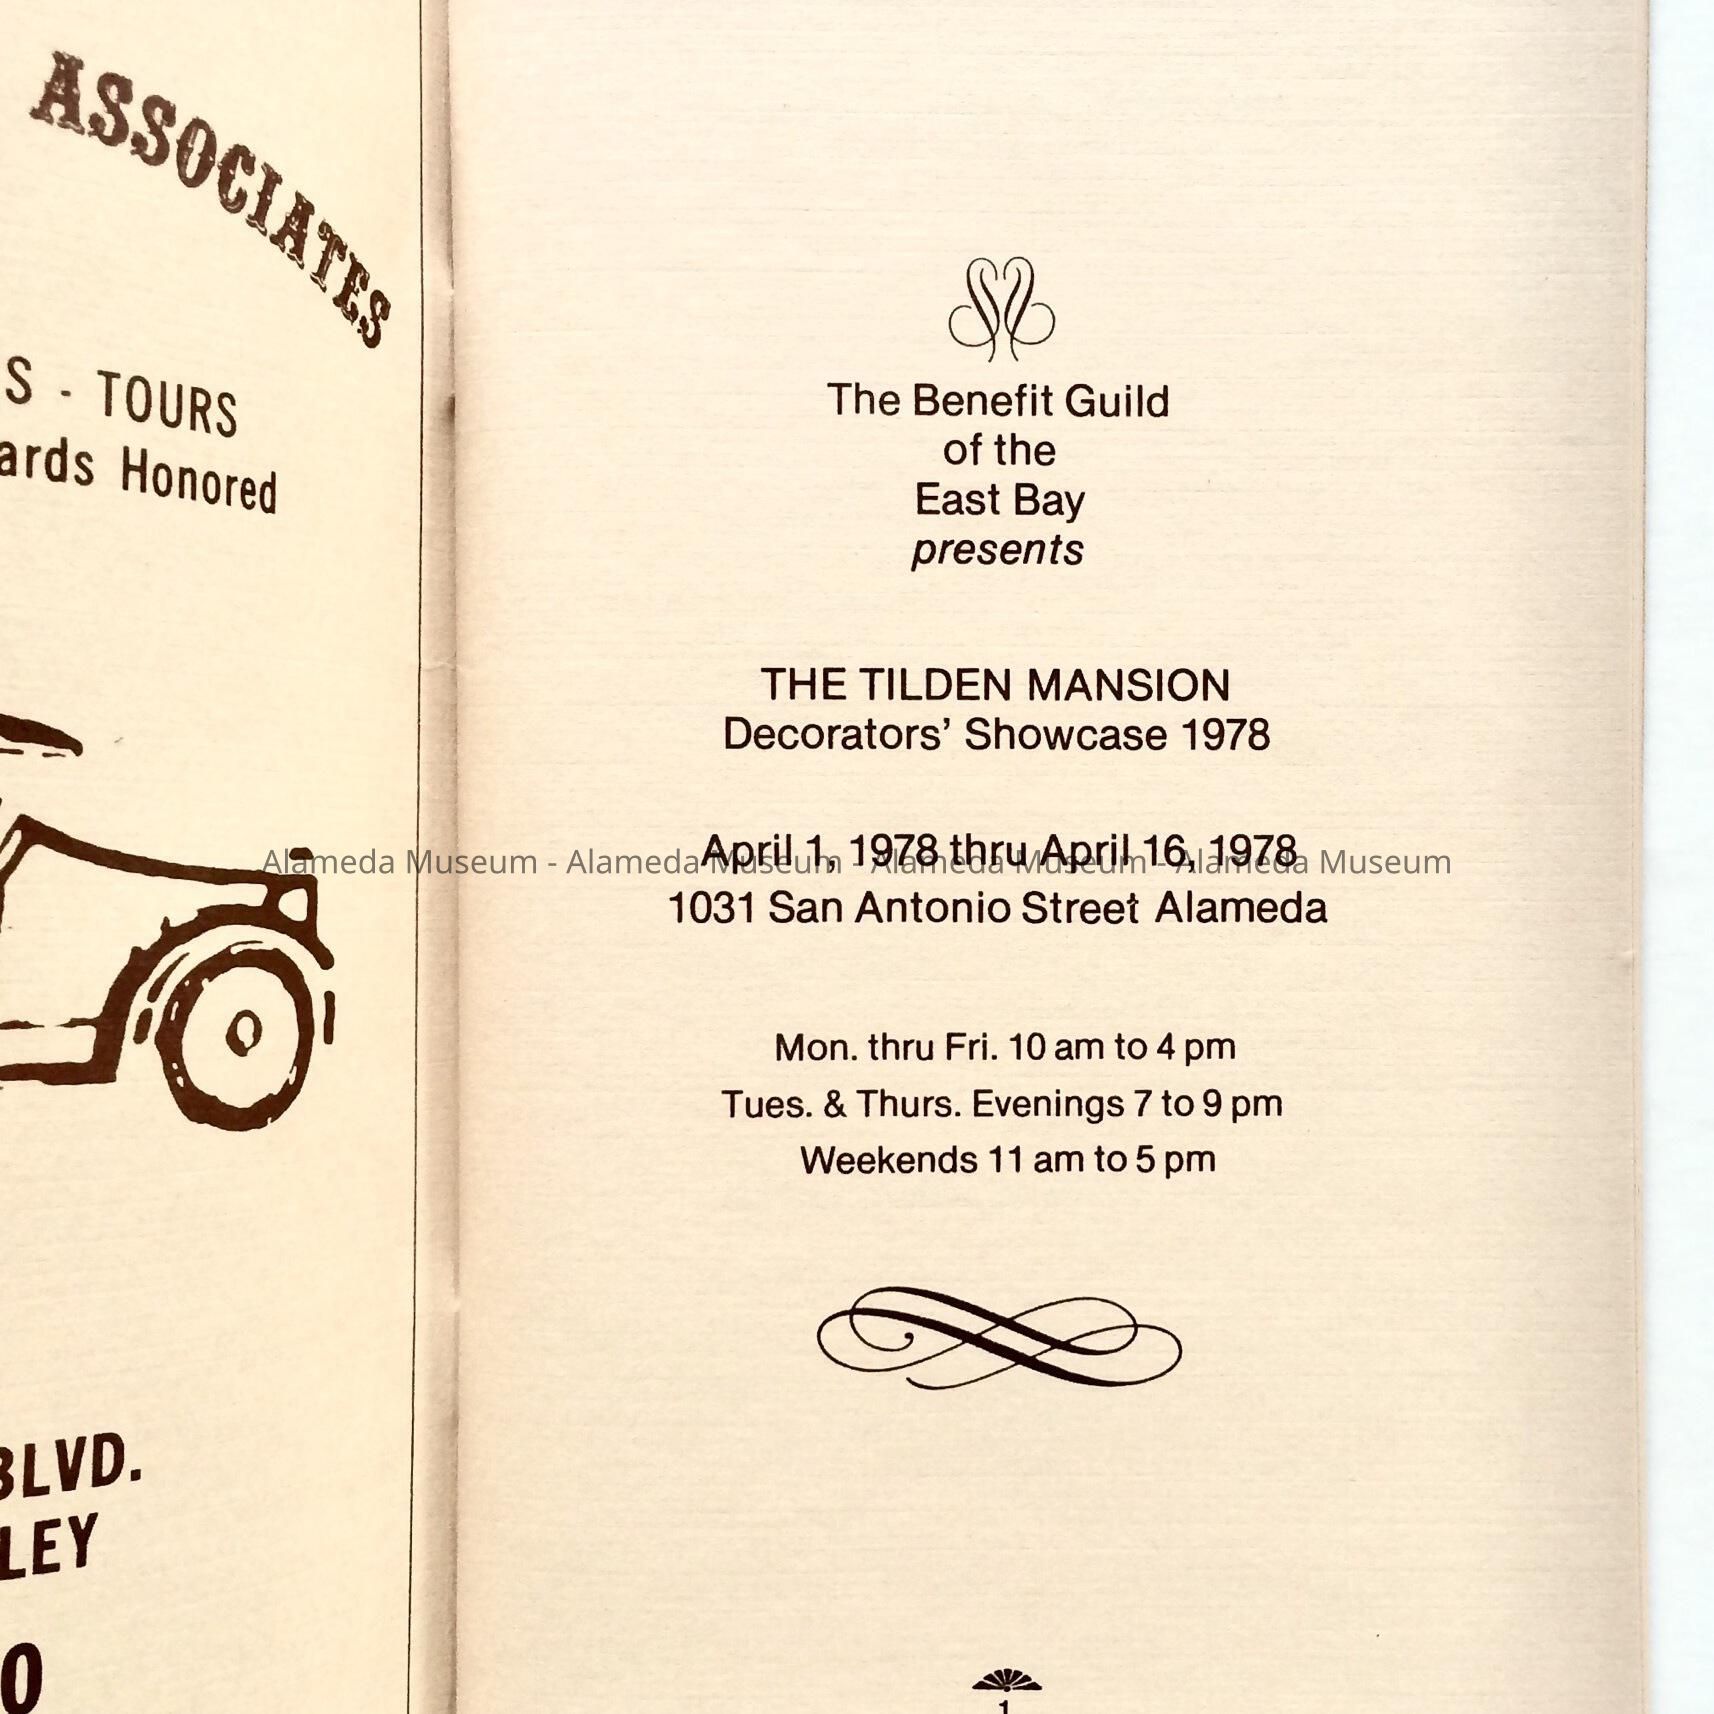 ASSOCIATES
S - TOURS
ards Honored
BLVD.
LEY
0
The Benefit Guild
of the
East Bay
presents
THE TILDEN MANSION
Decorators’ Showcase 1978
April 1, 1978 thru April 16, 1978
Alameda Museum - Alameda Museum - Alameda Museum - Alameda Museum
1031 San Antonio Street Alameda
Mon. thru Fri. 10 am to 4 pm
Tues. & Thurs. Evenings 7 to 9 pm
Weekends 11 am to 5 pm
1